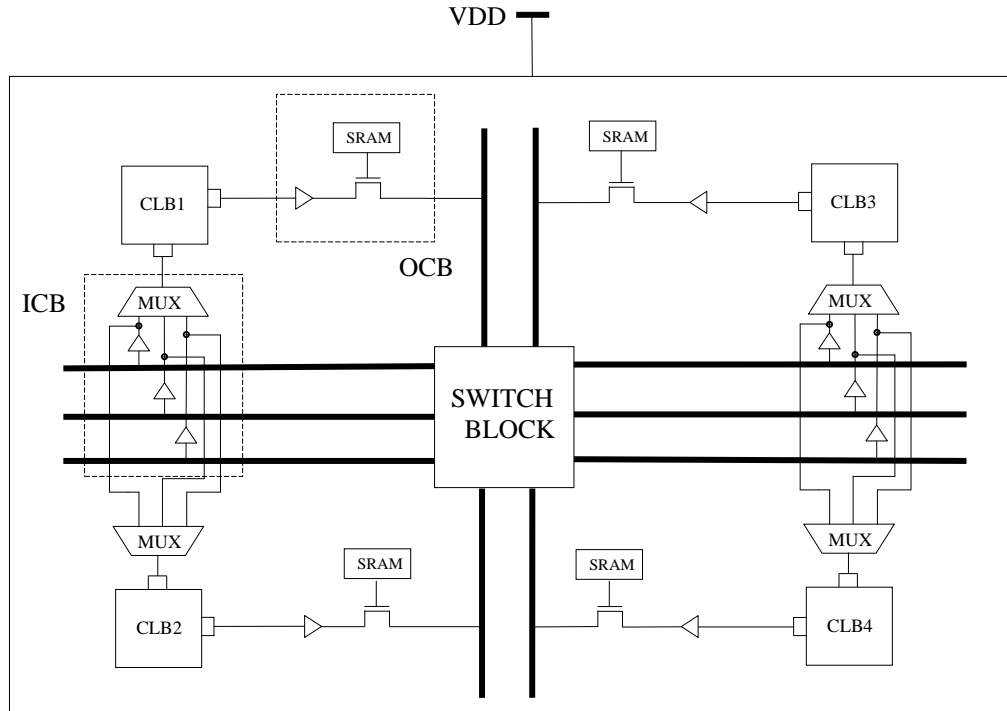 VDD
SRAM
SRAM
CLB1
CLB3
OCB
ICB
MUX
MUX
SWITCH
BLOCK
MUX
MUX
SRAM
SRAM
CLB2
CLB4